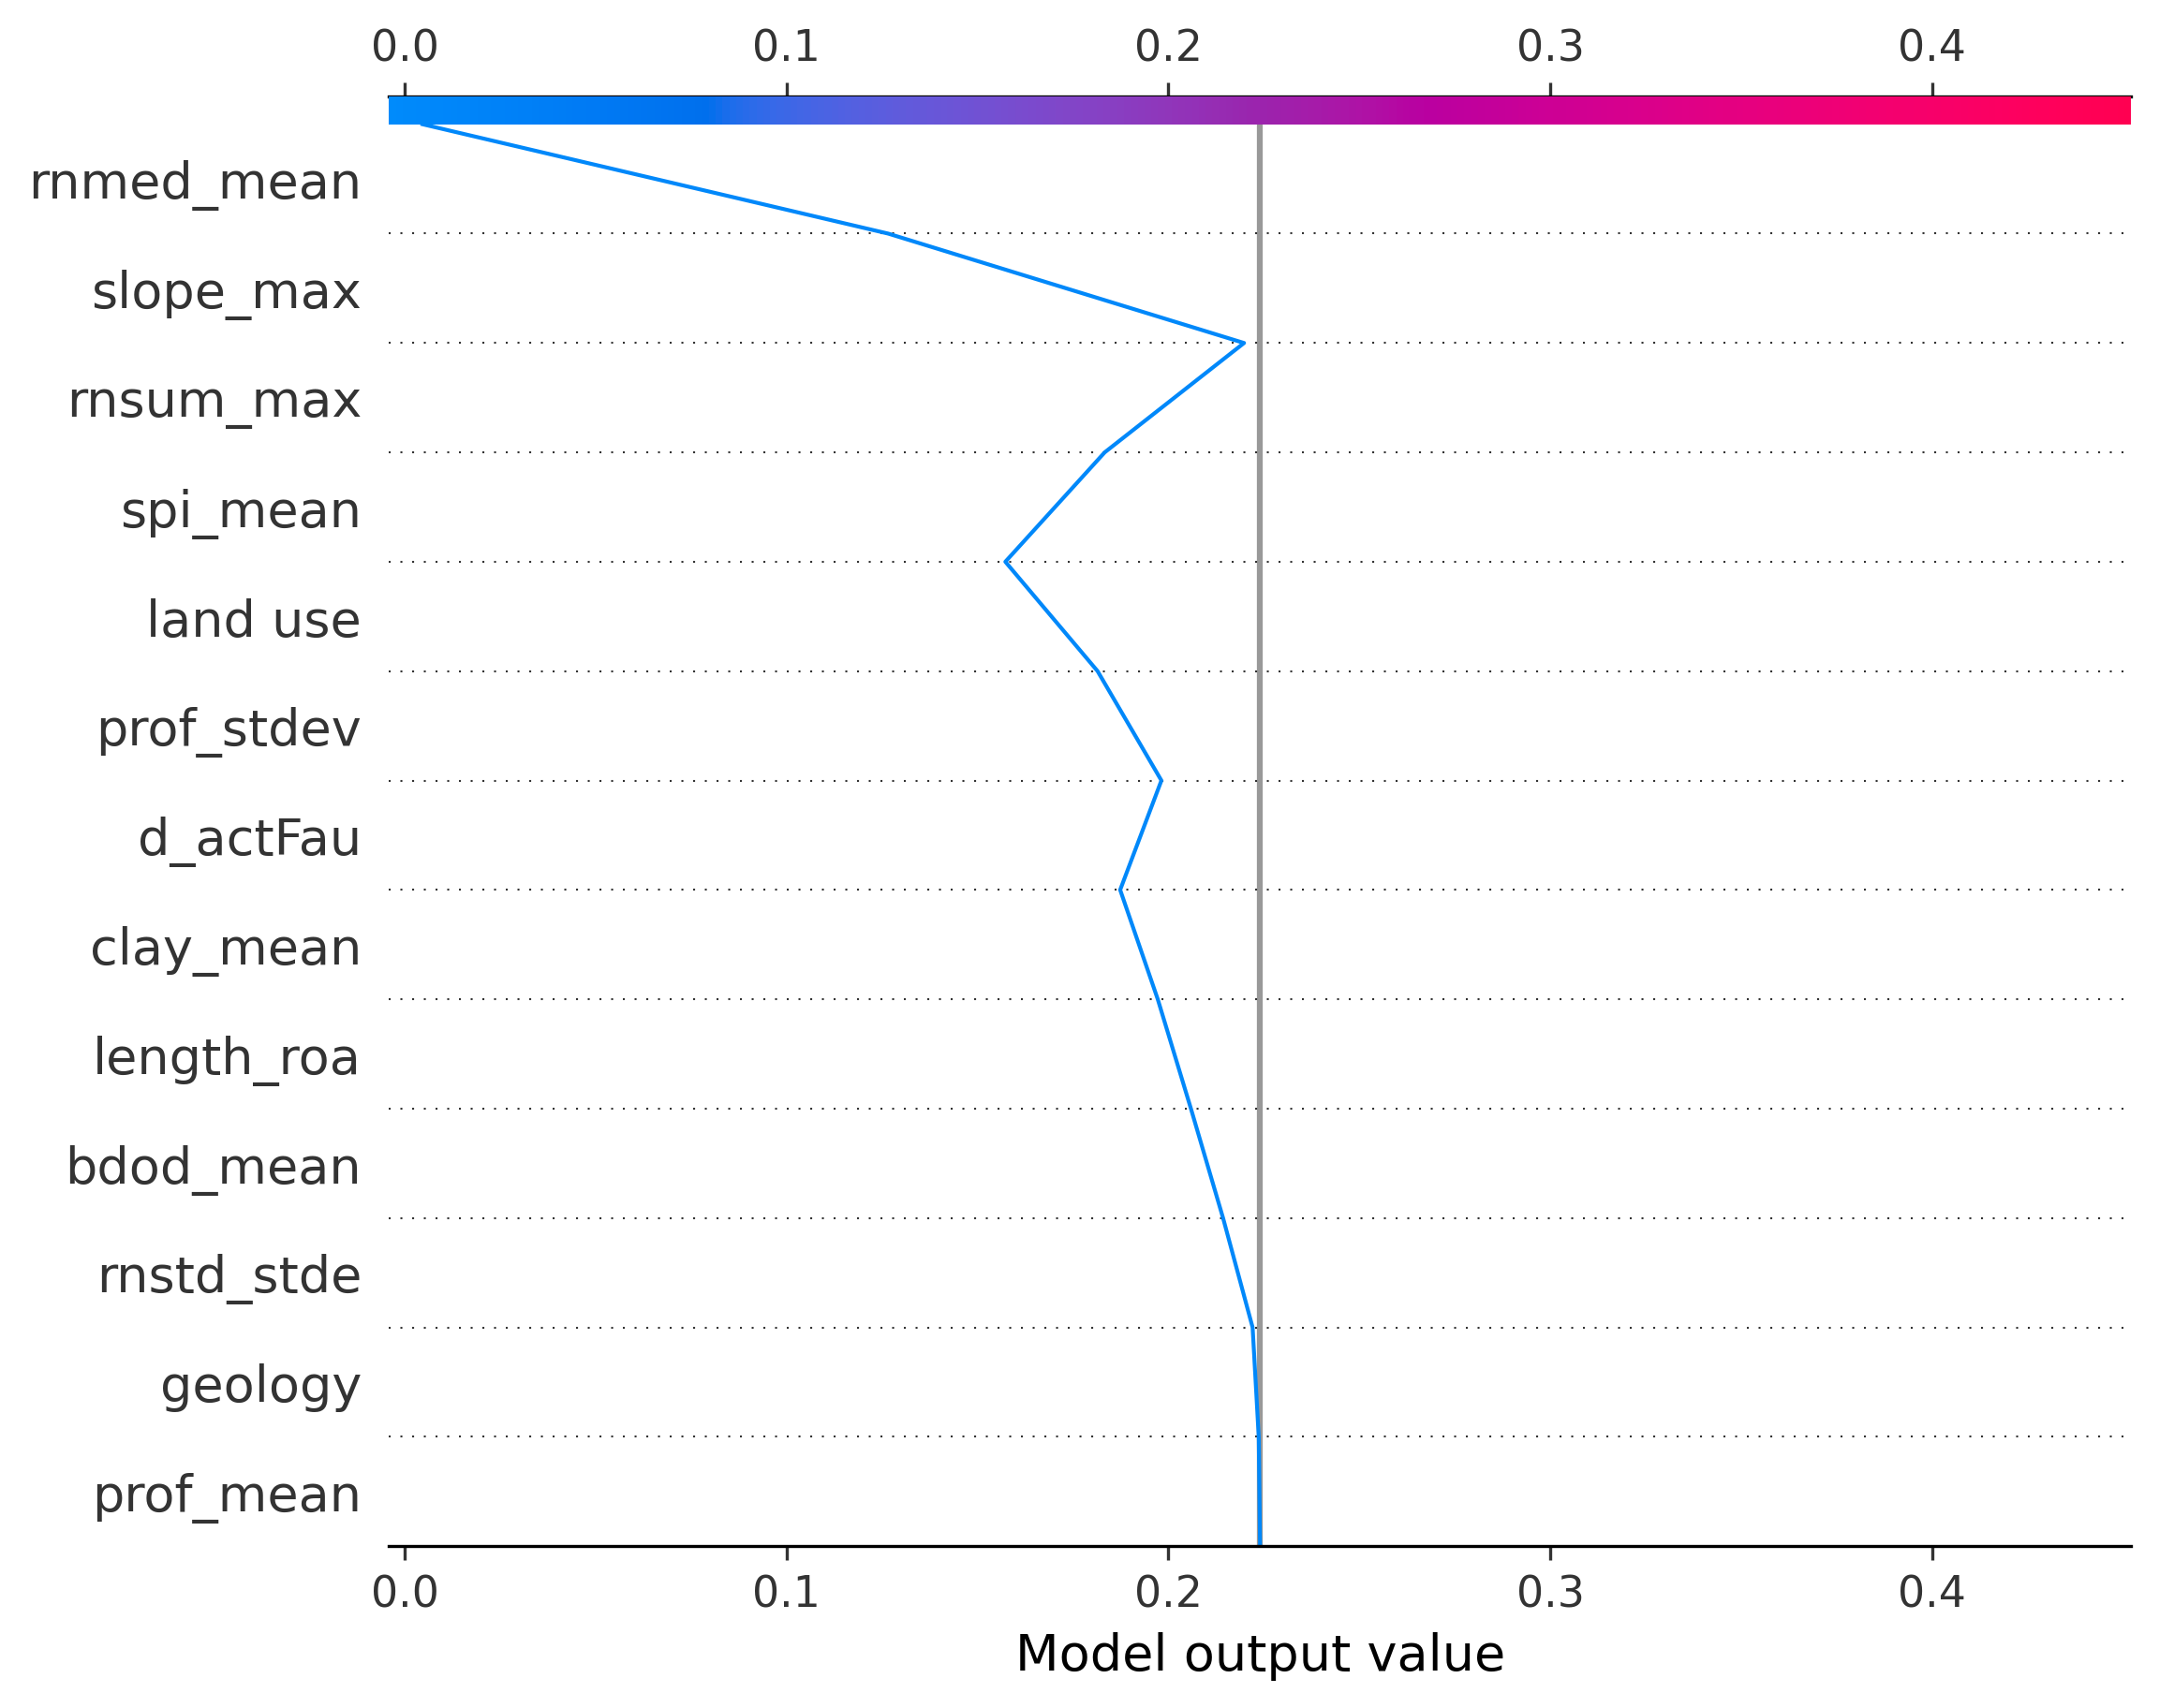 0.0 0.1 0.2 0.3 0.4
rnmed_mean
slope_max
rnsum_max
spi_mean
land use
prof_stdev
d_actFau
clay_mean
length_roa
bdod_mean
rnstd_stde
geology
prof_mean
0.0 0.1 0.2 0.3 0.4
Model output value